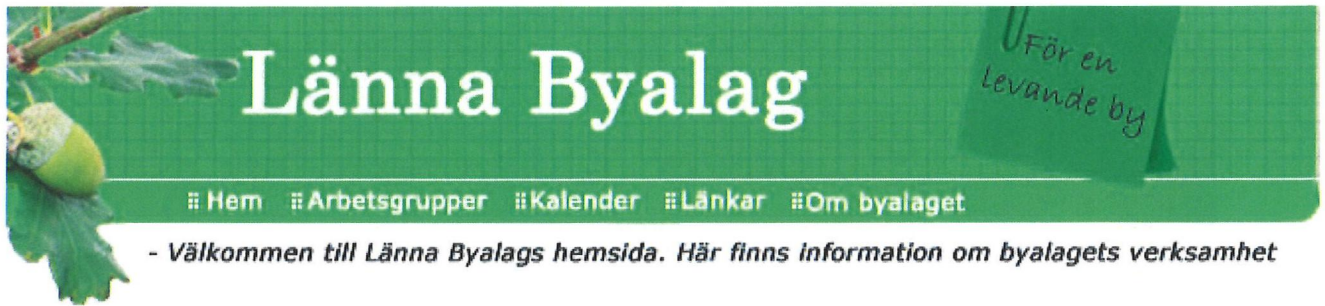 Länna Byalag
För en
Levande by
Hem Arbetsgrupper Kalender Länkar Om byalaget
- Välkommen till Länna Byalags hemsida. Här finns information om byalagets verksamhet